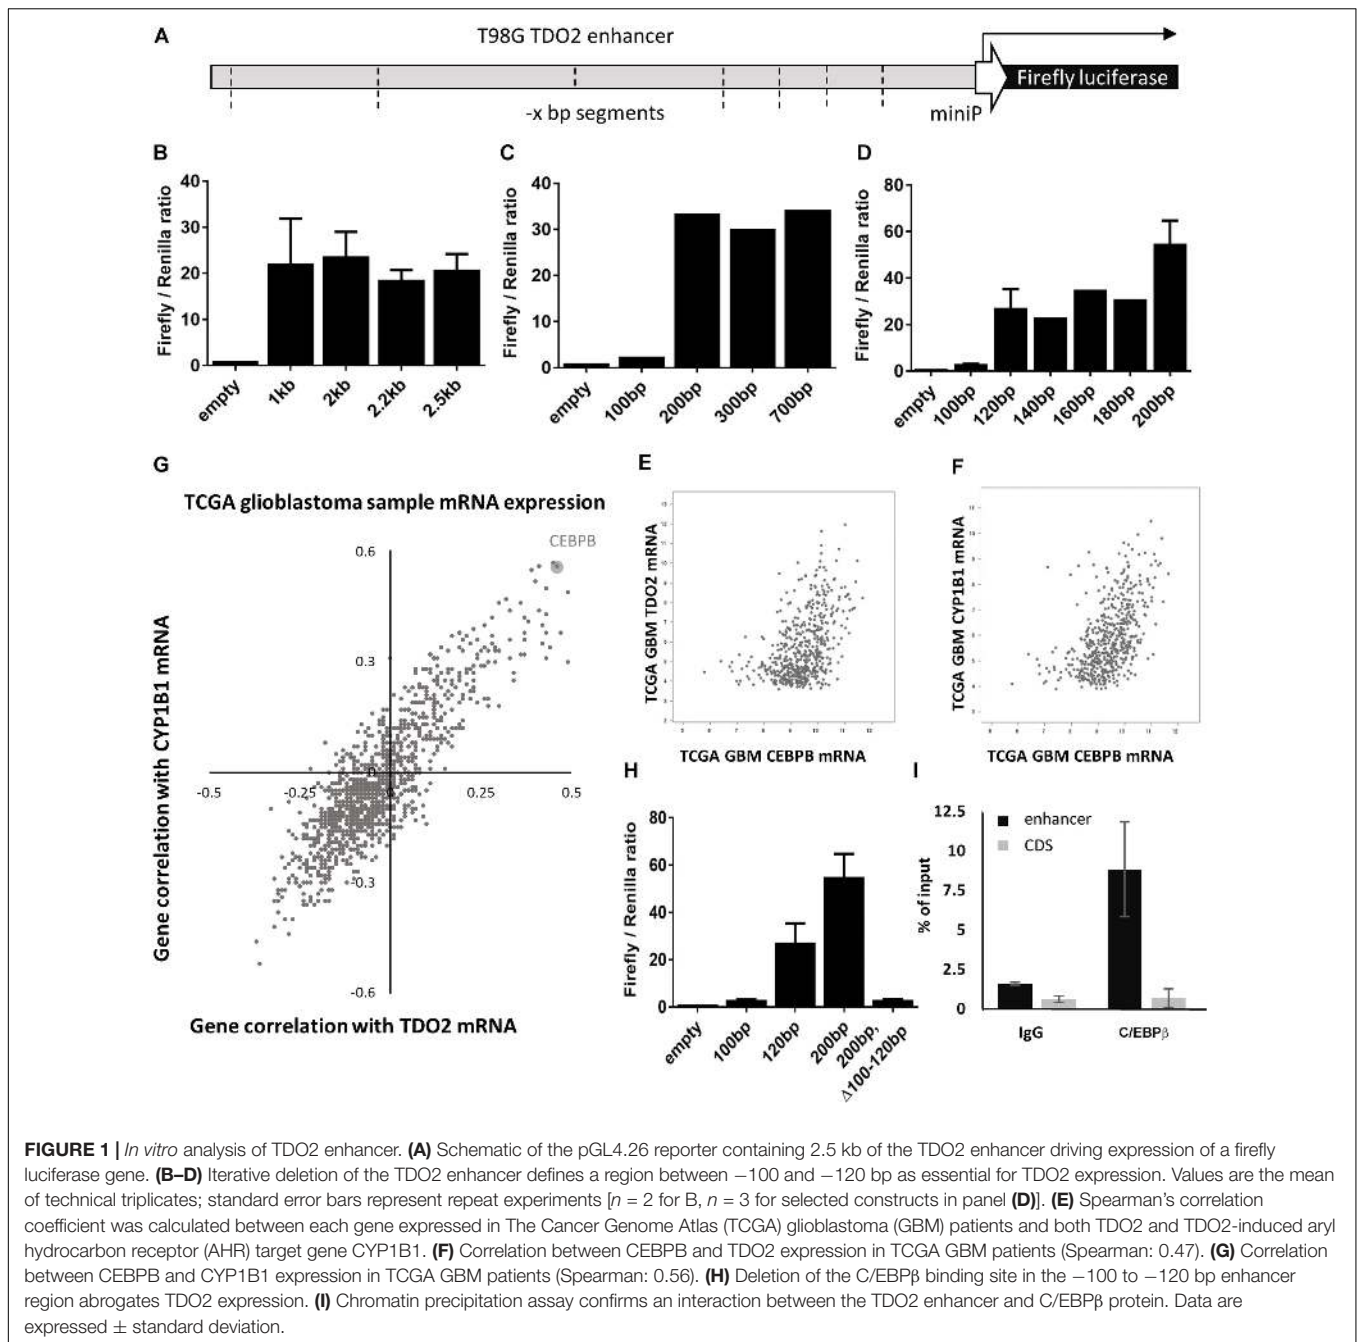 A
T98G TDO2 enhancer
Firefly luciferase
-x bp segments
miniP
B
Firefly / Renilla ratio
40
30
20
10
0
empty
1kb
2kb
2.2kb
2.5kb
C
Firefly / Renilla ratio
40
30
20
10
0
empty
100bp
200bp
300bp
700bp
D
Firefly / Renilla ratio
80
60
40
20
0
empty
100bp
120bp
140bp
160bp
180bp
200bp
G
TCGA glioblastoma sample mRNA expression
CEBPB
Gene correlation with CYP1B1 mRNA
0.6
0.3
0
-0.3
-0.6
-0.5
-0.25
0
0.25
0.5
Gene correlation with TDO2 mRNA
E
TCGA GBM TDO2 mRNA
TCGA GBM CEBPB mRNA
F
TCGA GBM CYP1B1 mRNA
TCGA GBM CEBPB mRNA
H
Firefly / Renilla ratio
80
60
40
20
0
empty
100bp
120bp
200bp
200bp,
Δ100-120bp
I
% of input
12.5
10
7.5
5
2.5
0
enhancer
CDS
IgG
C/EBPβ
FIGURE 1 | In vitro analysis of TDO2 enhancer. (A) Schematic of the pGL4.26 reporter containing 2.5 kb of the TDO2 enhancer driving expression of a firefly
luciferase gene. (B–D) Iterative deletion of the TDO2 enhancer defines a region between −100 and −120 bp as essential for TDO2 expression. Values are the mean
of technical triplicates; standard error bars represent repeat experiments [n = 2 for B, n = 3 for selected constructs in panel (D)]. (E) Spearman's correlation
coefficient was calculated between each gene expressed in The Cancer Genome Atlas (TCGA) glioblastoma (GBM) patients and both TDO2 and TDO2-induced aryl
hydrocarbon receptor (AHR) target gene CYP1B1. (F) Correlation between CEBPB and TDO2 expression in TCGA GBM patients (Spearman: 0.47). (G) Correlation
between CEBPB and CYP1B1 expression in TCGA GBM patients (Spearman: 0.56). (H) Deletion of the C/EBPβ binding site in the −100 to −120 bp enhancer
region abrogates TDO2 expression. (I) Chromatin precipitation assay confirms an interaction between the TDO2 enhancer and C/EBPβ protein. Data are
expressed ± standard deviation.